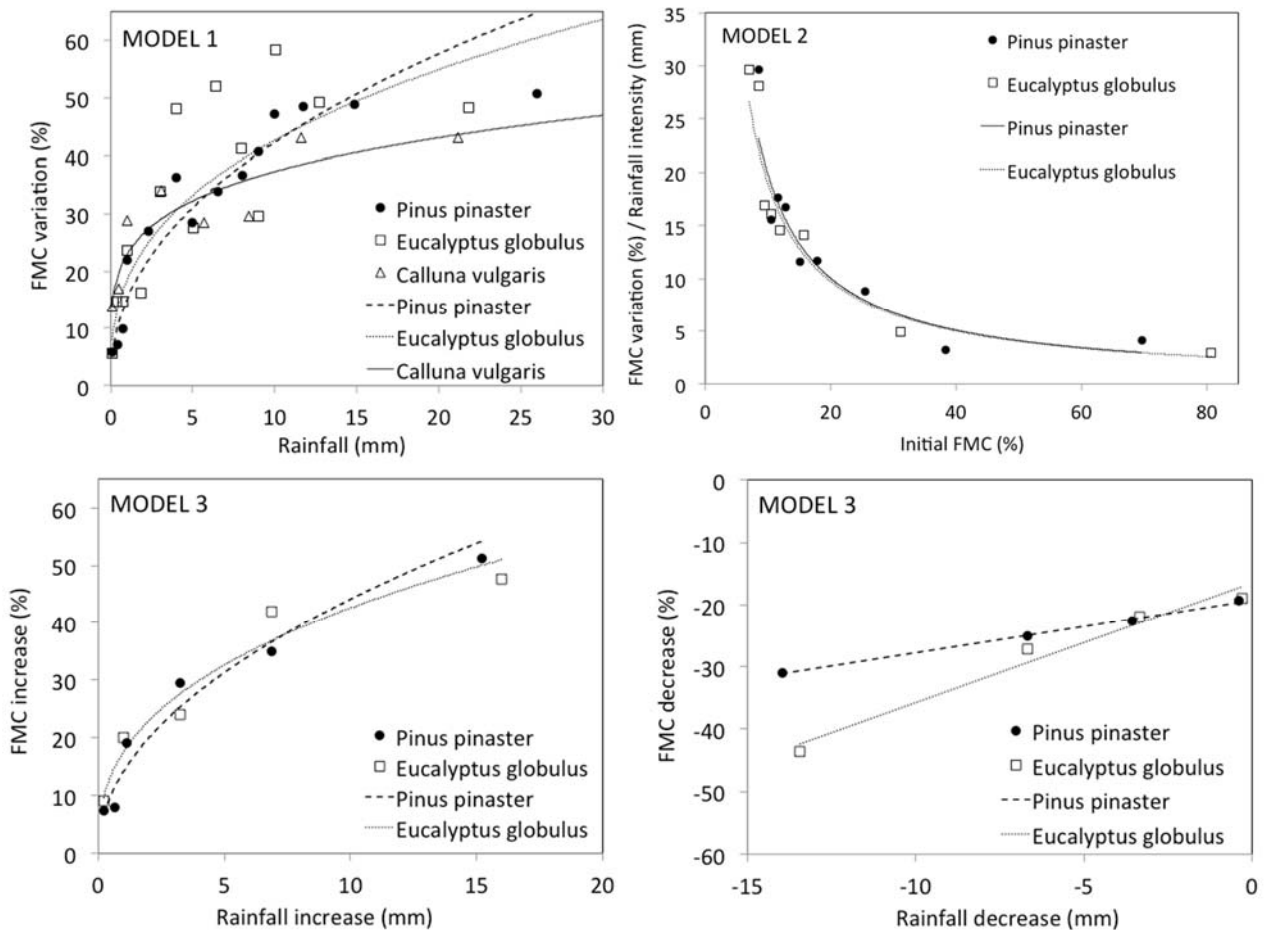 MODEL 1
FMC variation (%)
60
50
40
30
20
10
0
0 5 10 15 20 25 30
Rainfall (mm)
Pinus pinaster
Eucalyptus globulus
Calluna vulgaris
Pinus pinaster
Eucalyptus globulus
Calluna vulgaris
MODEL 2
FMC variation (%) / Rainfall intensity (mm)
35
30
25
20
15
10
5
0
0 20 40 60 80
Initial FMC (%)
Pinus pinaster
Eucalyptus globulus
Pinus pinaster
Eucalyptus globulus
MODEL 3
FMC increase (%)
60
50
40
30
20
10
0
0 5 10 15 20
Rainfall increase (mm)
Pinus pinaster
Eucalyptus globulus
Pinus pinaster
Eucalyptus globulus
MODEL 3
FMC decrease (%)
0
-10
-20
-30
-40
-50
-60
-15 -10 -5 0
Rainfall decrease (mm)
Pinus pinaster
Eucalyptus globulus
Pinus pinaster
Eucalyptus globulus